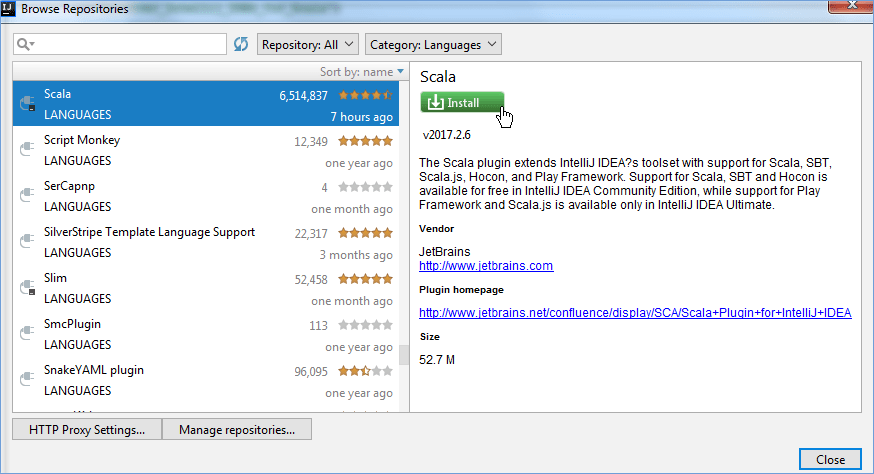 Browse Repositories
Repository: All
Category: Languages
Sort by: name
Scala
6,514,837
LANGUAGES
7 hours ago
Script Monkey
12,349
LANGUAGES
one year ago
SerCapnp
4
LANGUAGES
one month ago
SilverStripe Template Language Support
22,317
LANGUAGES
3 months ago
Slim
52,458
LANGUAGES
one month ago
SmcPlugin
113
LANGUAGES
one year ago
SnakeYAML plugin
96,095
LANGUAGES
one year ago
Scala
Install
v2017.2.6
The Scala plugin extends IntelliJ IDEA?s toolset with support for Scala, SBT,
Scala.js, Hocon, and Play Framework. Support for Scala, SBT and Hocon is
available for free in IntelliJ IDEA Community Edition, while support for Play
Framework and Scala.js is available only in IntelliJ IDEA Ultimate.
Vendor
JetBrains
http://www.jetbrains.com
Plugin homepage
http://www.jetbrains.net/confluence/display/SCA/Scala+Plugin+for+IntelliJ+IDEA
Size
52.7 M
HTTP Proxy Settings...
Manage repositories...
Close